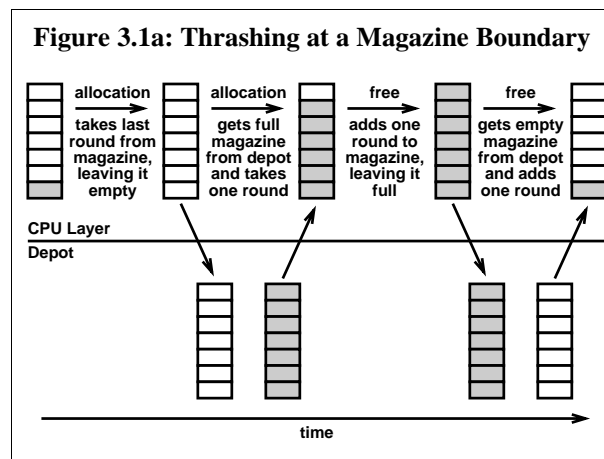 Figure 3.1a: Thrashing at a Magazine Boundary
allocation
takes last
round from
magazine,
leaving it
empty
allocation
gets full
magazine
from depot
and takes
one round
free
adds one
round to
magazine,
leaving it
full
free
gets empty
magazine
from depot
and adds
one round
CPU Layer
Depot
time